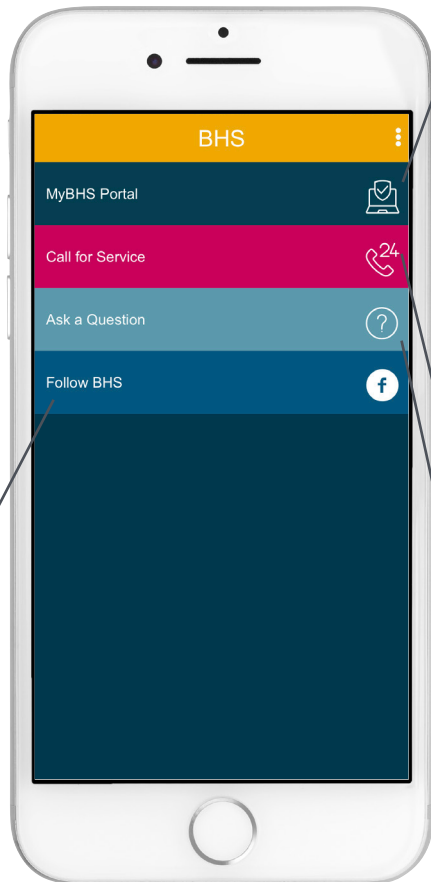 BHS
MyBHS Portal
Call for Service
24
Ask a Question
?
Follow BHS
f